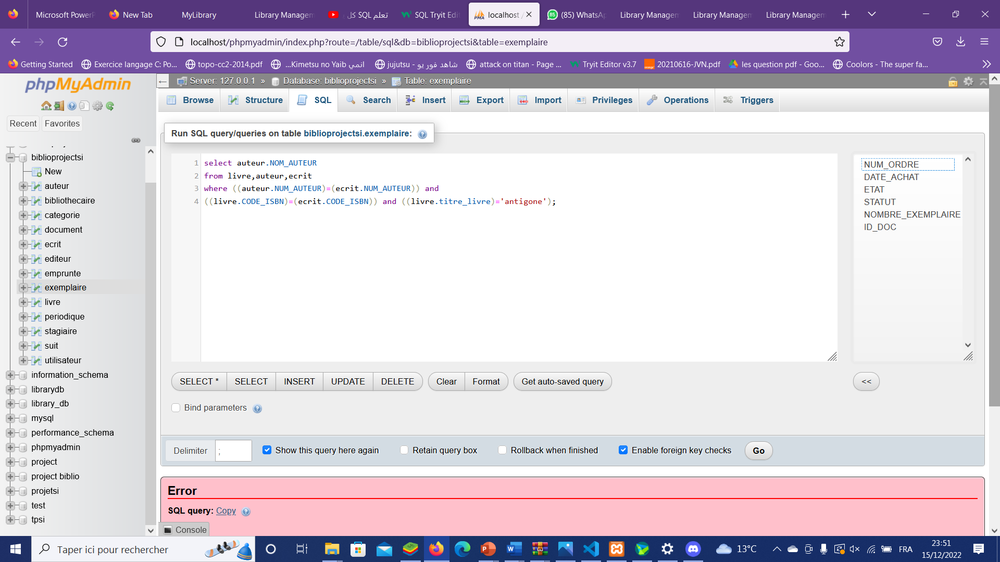 Microsoft PowerP
New Tab
MyLibrary
Library Managem
تعلم SQL كل
SQL Tryit Edit
localhost /
(85) WhatsAp
Library Managem
Library Managem
Library Managem
localhost/phpmyadmin/index.php?route=/table/sql&db=biblioprojectsi&table=exemplaire
Getting Started
Exercice langage C: Po...
topo-cc2-2014.pdf
انمي Kimetsu no Yaib...
شاهد فور يو - jujutsu
attack on titan - Page ...
Tryit Editor v3.7
20210616-JVN.pdf
les question pdf - Goo...
Coolors - The super fa...
phpMyAdmin
Recent
Favorites
biblioprojectsi
New
auteur
bibliothecaire
categorie
document
ecrit
editeur
emprunte
exemplaire
livre
periodique
stagiaire
suit
utilisateur
information_schema
librarydb
library_db
mysql
performance_schema
phpmyadmin
project
project biblio
projetsi
test
tpsi
Server: 127.0.0.1 » Database: biblioprojectsi » Table: exemplaire
Browse
Structure
SQL
Search
Insert
Export
Import
Privileges
Operations
Triggers
Run SQL query/queries on table biblioprojectsi.exemplaire:
1 select auteur.NOM_AUTEUR
2 from livre,auteur,ecrit
3 where ((auteur.NUM_AUTEUR)=(ecrit.NUM_AUTEUR)) and
4 ((livre.CODE_ISBN)=(ecrit.CODE_ISBN)) and ((livre.titre_livre)='antigone');
NUM_ORDRE
DATE_ACHAT
ETAT
STATUT
NOMBRE_EXEMPLAIRE
ID_DOC
SELECT *
SELECT
INSERT
UPDATE
DELETE
Clear
Format
Get auto-saved query
<<
Bind parameters
Delimiter
;
Show this query here again
Retain query box
Rollback when finished
Enable foreign key checks
Go
Error
SQL query: Copy
Console
Taper ici pour rechercher
13°C
FRA
23:51
15/12/2022